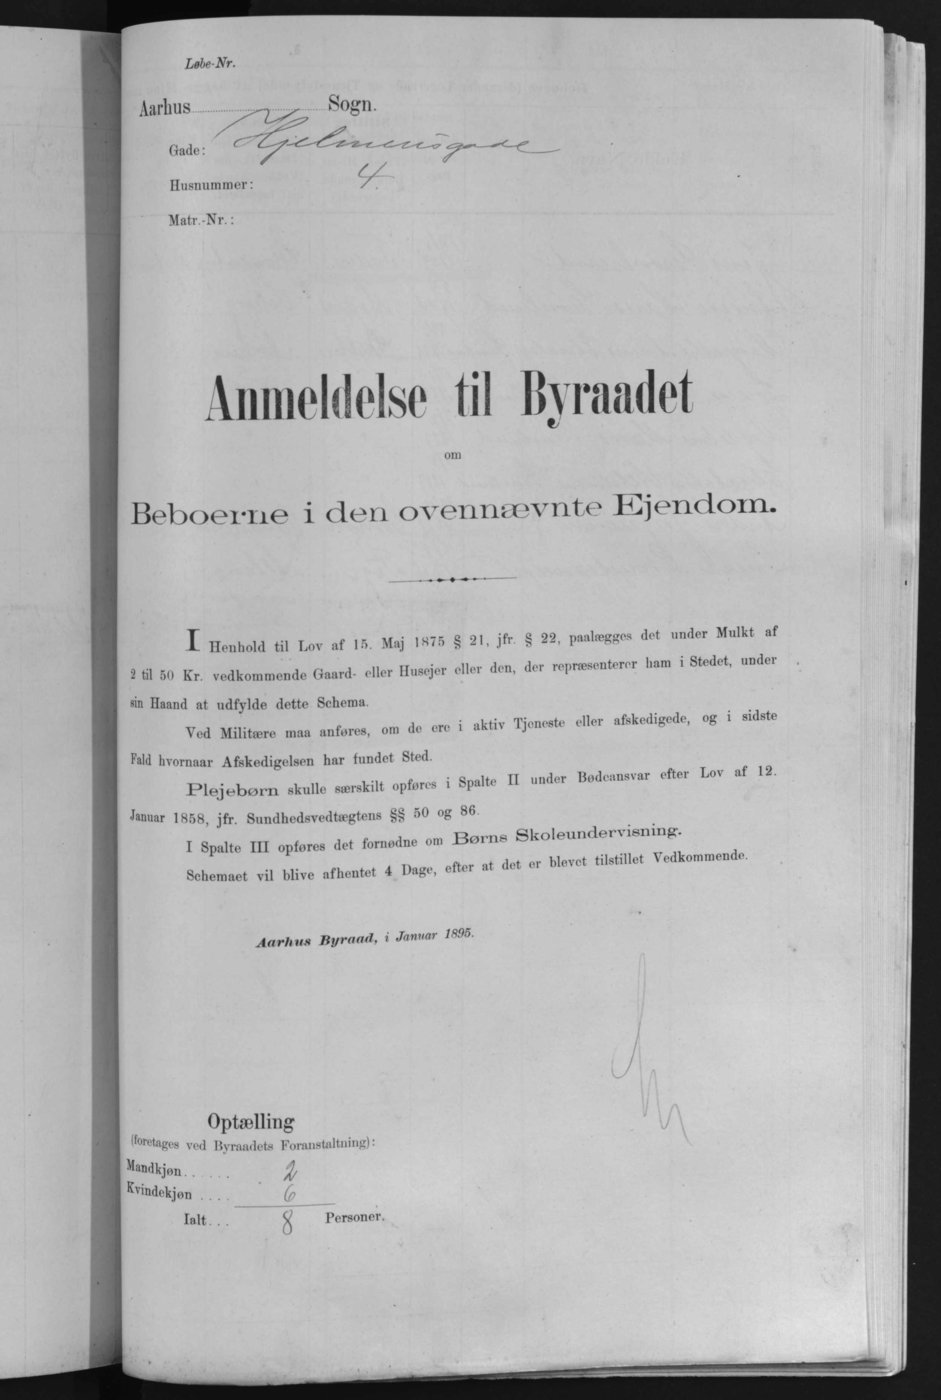 Løbe-Nr.
Aarhus Sogn.
Gade: Hjelmensgade
Husnummer: 4.
Matr.-Nr.:
Anmeldelse til Byraadet
om
Beboerne i den ovennævnte Ejendom.
I Henhold til Lov af 15. Maj 1875 § 21, jfr. § 22, paalægges det under Mulkt af
2 til 50 Kr. vedkommende Gaard- eller Husejer eller den, der repræsenterer ham i Stedet, under
sin Haand at udfylde dette Schema.
Ved Militære maa anføres, om de ere i aktiv Tjeneste eller afskedigede, og i sidste
Fald hvornaar Afskedigelsen har fundet Sted.
Plejebørn skulle særskilt opføres i Spalte II under Bødeansvar efter Lov af 12.
Januar 1858, jfr. Sundhedsvedtægtens §§ 50 og 86.
I Spalte III opføres det fornødne om Børns Skoleundervisning.
Schemaet vil blive afhentet 4 Dage, efter at det er blevet tilstillet Vedkommende.
Aarhus Byraad, i Januar 1895.
Optælling
(foretages ved Byraadets Foranstaltning):
Mandkjøn...... 2
Kvindekjøn .... 6
Ialt... 8 Personer.